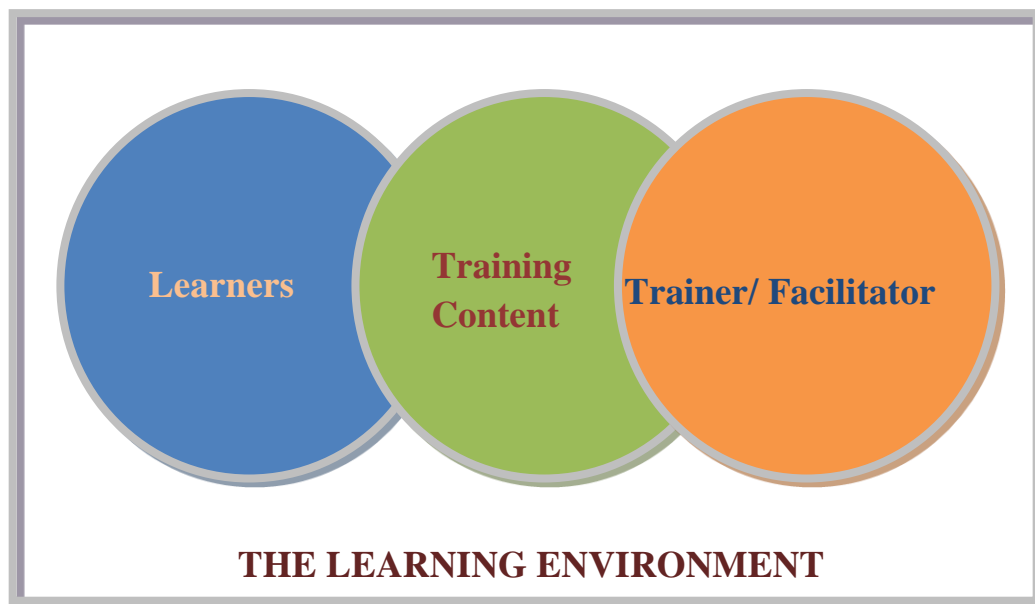 Learners
Training
Content
Trainer/ Facilitator
THE LEARNING ENVIRONMENT